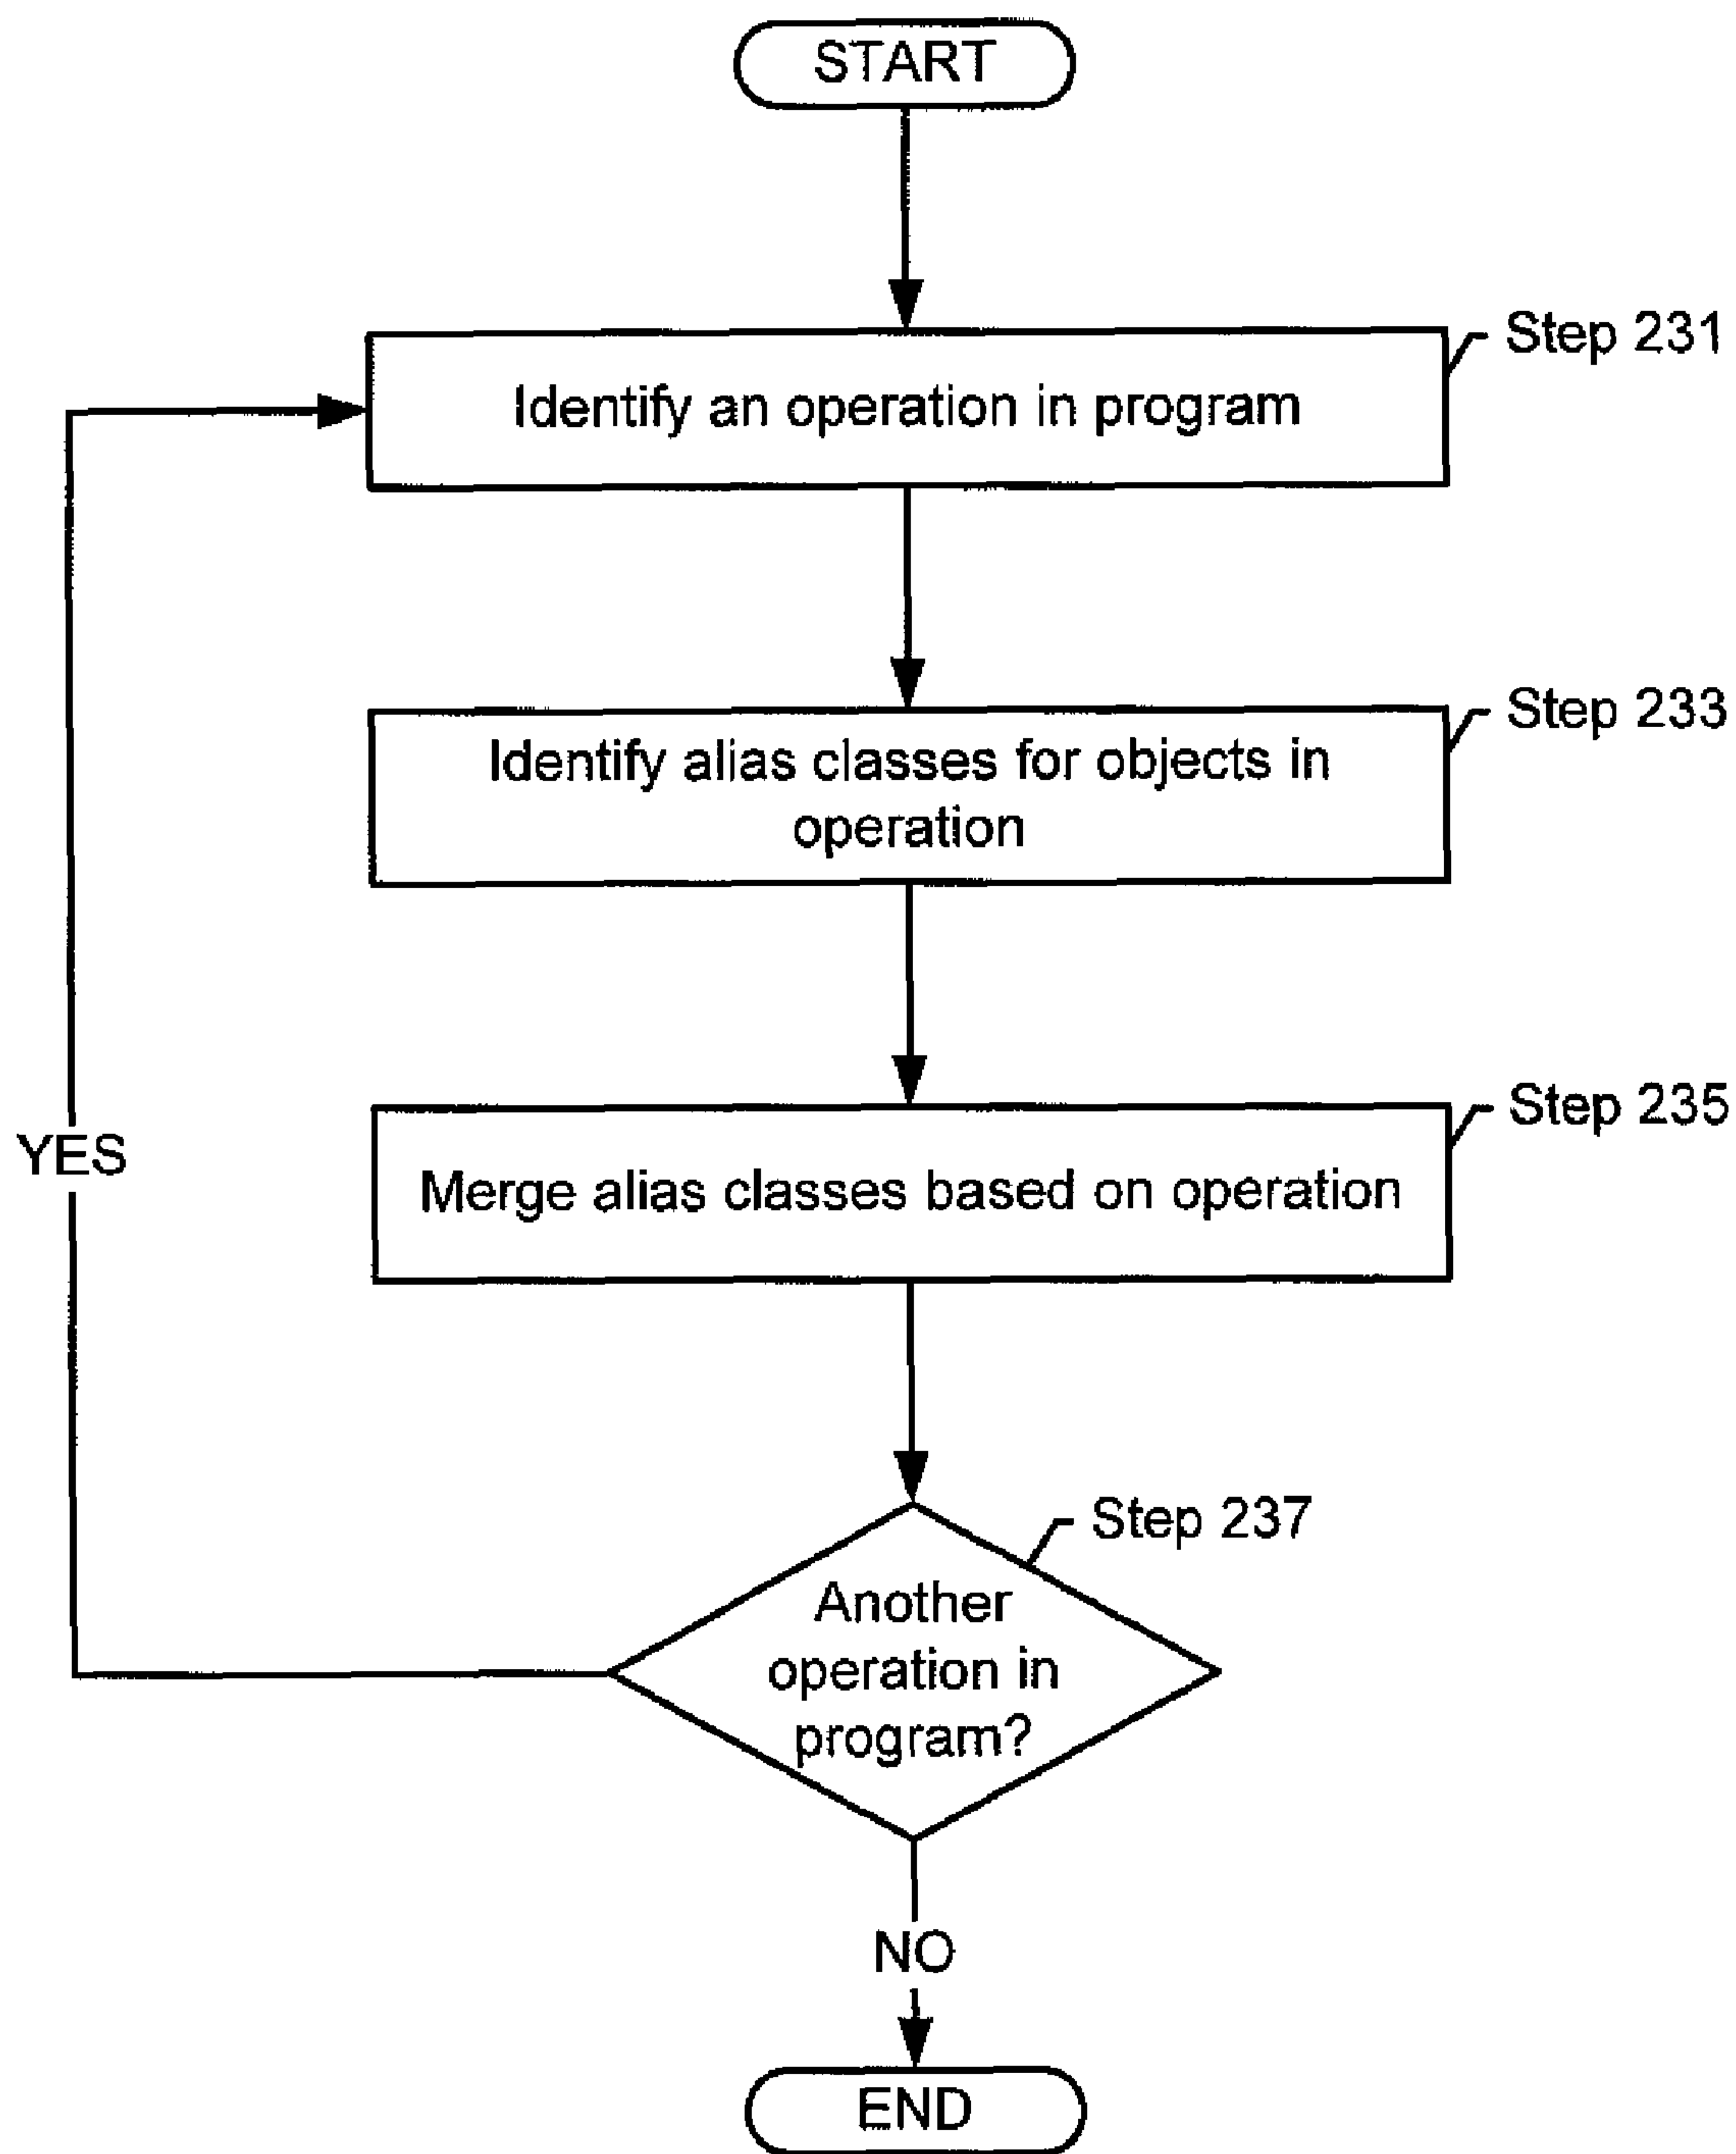 START
Step 231
Identify an operation in program
Step 233
Identify alias classes for objects in
operation
Step 235
Merge alias classes based on operation
YES
Step 237
Another
operation in
program?
NO
END